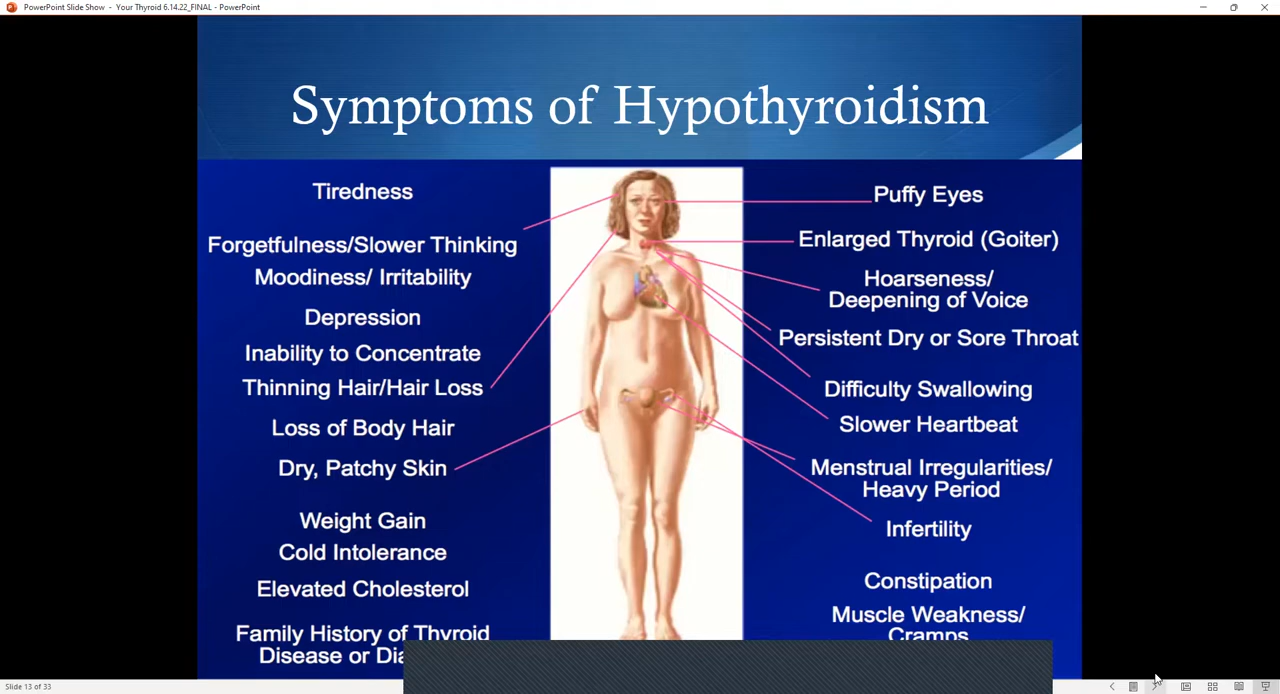 PowerPoint Slide Show - Your Thyroid 6.14.22_FINAL - PowerPoint
Symptoms of Hypothyroidism
Tiredness
Forgetfulness/Slower Thinking
Moodiness/ Irritability
Depression
Inability to Concentrate
Thinning Hair/Hair Loss
Loss of Body Hair
Dry, Patchy Skin
Weight Gain
Cold Intolerance
Elevated Cholesterol
Family History of Thyroid
Disease or
Puffy Eyes
Enlarged Thyroid (Goiter)
Hoarseness/
Deepening of Voice
Persistent Dry or Sore Throat
Difficulty Swallowing
Slower Heartbeat
Menstrual Irregularities/
Heavy Period
Infertility
Constipation
Muscle Weakness/
Cramps
Slide 13 of 33